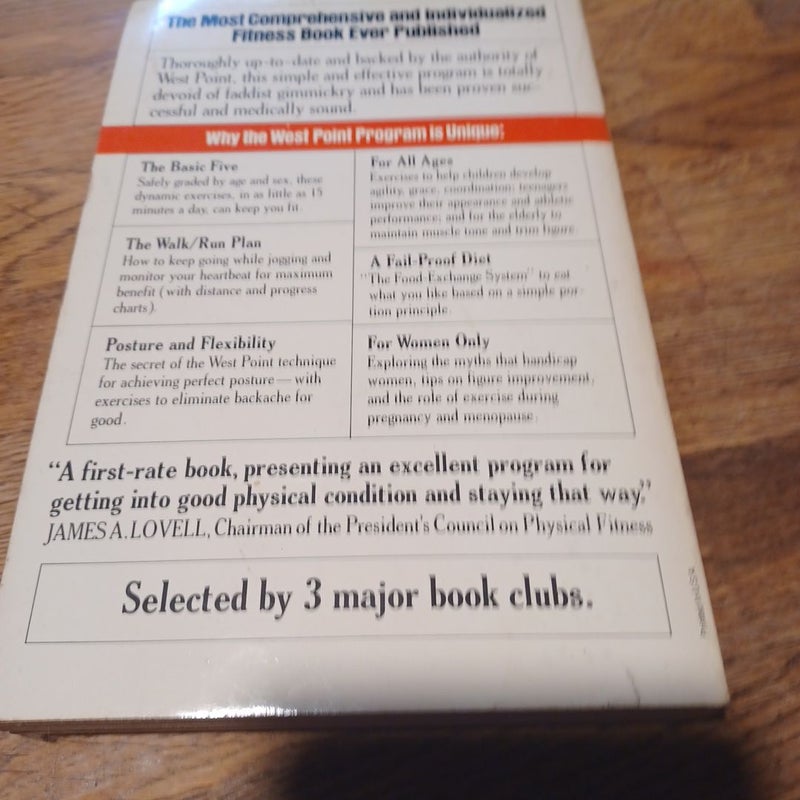 The Most Comprehensive and Individualized
Fitness Book Ever Published
Thoroughly up-to-date and backed by the authority of
West Point, this simple and effective program is totally
devoid of faddist gimmickry and has been proven suc-
cessful and medically sound.
Why the West Point Program is Unique:
The Basic Five
Safely graded by age and sex, these
dynamic exercises, in as little as 15
minutes a day, can keep you fit.
The Walk/Run Plan
How to keep going while jogging and
monitor your heartbeat for maximum
benefit (with distance and progress
charts).
Posture and Flexibility
The secret of the West Point technique
for achieving perfect posture—with
exercises to eliminate backache for
good.
For All Ages
Exercises to help children develop
agility, grace, coordination; teenagers
improve their appearance and athletic
performance; and for the elderly to
maintain muscle tone and trim figure.
A Fail-Proof Diet
"The Food-Exchange System" to eat
what you like based on a simple por-
tion principle.
For Women Only
Exploring the myths that handicap
women, tips on figure improvement,
and the role of exercise during
pregnancy and menopause.
“A first-rate book, presenting an excellent program for
getting into good physical condition and staying that way.”
JAMES A. LOVELL, Chairman of the President's Council on Physical Fitness
Selected by 3 major book clubs.